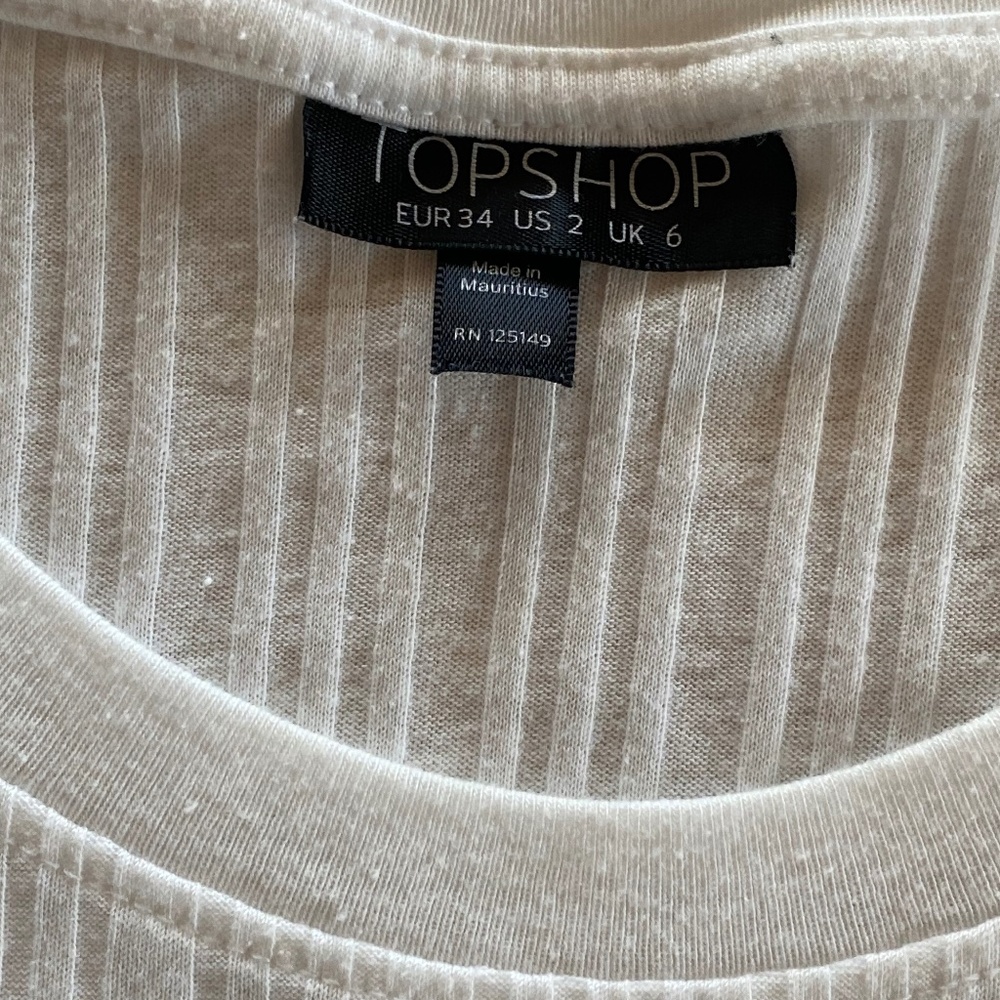 TOPSHOP
EUR 34 US 2 UK 6
Made in
Mauritius
RN 125149